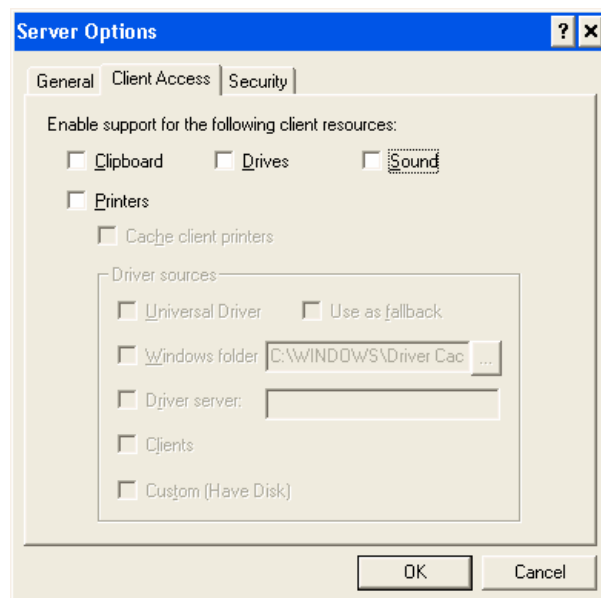 Server Options
General Client Access Security
Enable support for the following client resources:
Clipboard Drives Sound
Printers
Cache client printers
Driver sources
Universal Driver Use as fallback
Windows folder C:\WINDOWS\Driver Cac ...
Driver server:
Clients
Custom (Have Disk)
OK Cancel